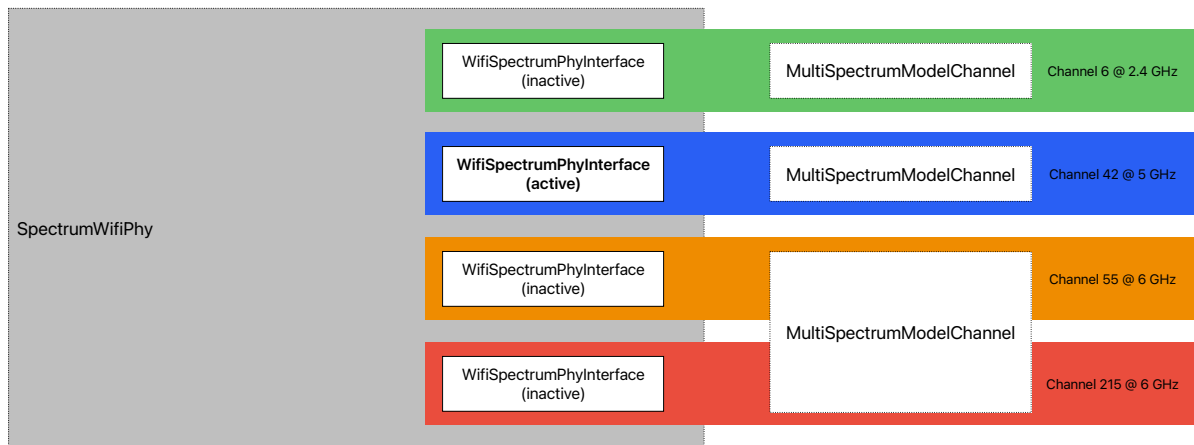 WifiSpectrumPhyInterface
(inactive)
MultiSpectrumModelChannel
Channel 6 @ 2.4 GHz
WifiSpectrumPhyInterface
(active)
MultiSpectrumModelChannel
Channel 42 @ 5 GHz
SpectrumWifiPhy
WifiSpectrumPhyInterface
(inactive)
Channel 55 @ 6 GHz
MultiSpectrumModelChannel
WifiSpectrumPhyInterface
(inactive)
Channel 215 @ 6 GHz